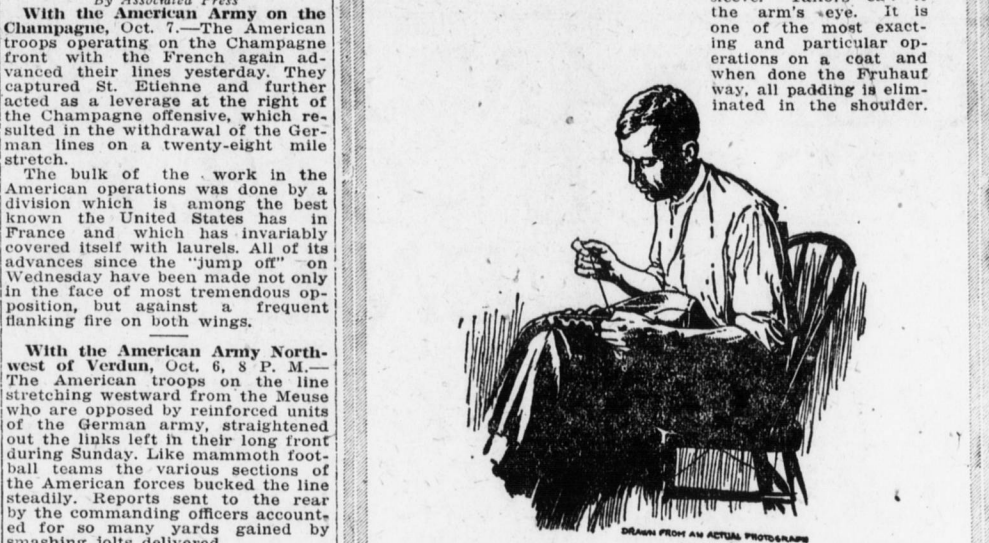 By Associated Press
With the American Army on the
Champagne, Oct. 7.—The American
troops operating on the Champagne
front with the French again ad-
vanced their lines yesterday. They
captured St. Etienne and further
acted as a leverage at the right of
the Champagne offensive, which re-
sulted in the withdrawal of the Ger-
man lines on a twenty-eight mile
stretch.
The bulk of the work in the
American operations was done by a
division which is among the best
known the United States has in
France and which has invariably
covered itself with laurels. All of its
advances since the "jump off" on
Wednesday have been made not only
in the face of most tremendous op-
position, but against a frequent
flanking fire on both wings.
With the American Army North-
west of Verdun, Oct. 6, 8 P. M.—
The American troops on the line
stretching westward from the Meuse
who are opposed by reinforced units
of the German army, straightened
out the links left in their long front
during Sunday. Like mammoth foot-
ball teams the various sections of
the American forces bucked the line
steadily. Reports sent to the rear
by the commanding officers account-
ed for so many yards gained by
smashing jolts delivered
the arm's eye. It is
one of the most exact-
ing and particular op-
erations on a coat and
when done the Fruhauf
way, all padding is elim-
inated in the shoulder.
DRAWN FROM AN ACTUAL PHOTOGRAPH